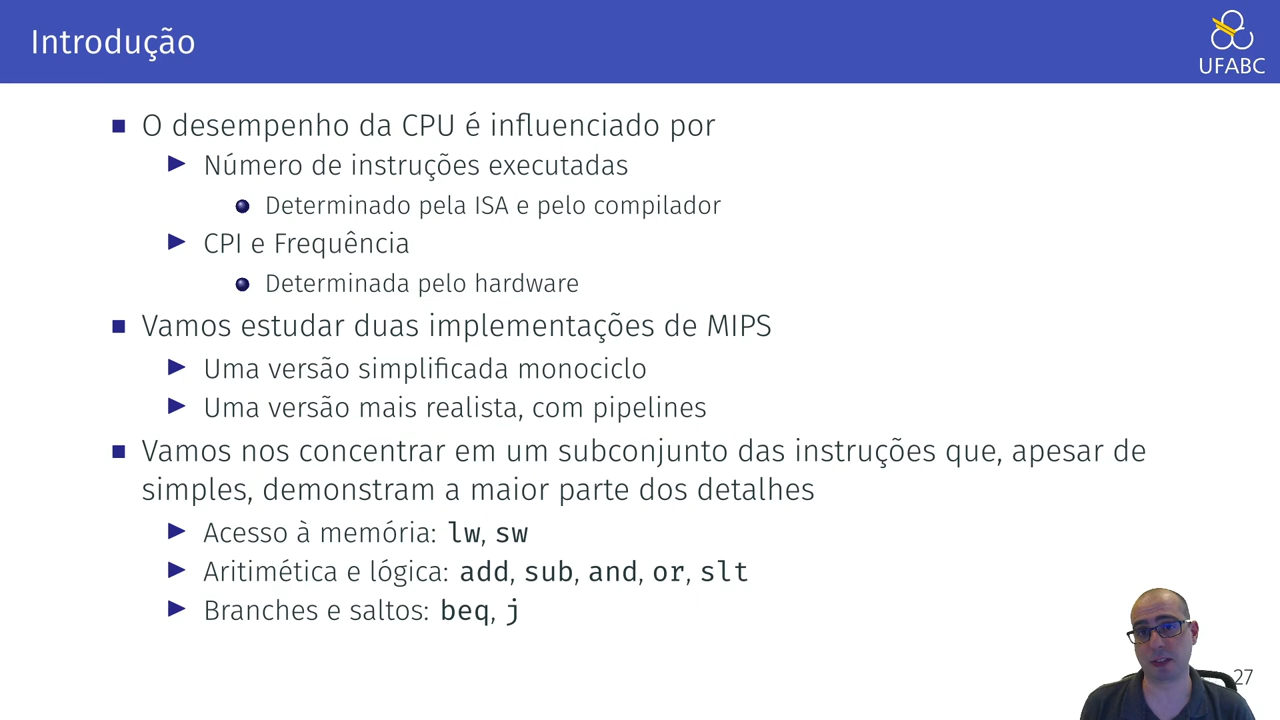 Introdução
UFABC
O desempenho da CPU é influenciado por
Número de instruções executadas
Determinado pela ISA e pelo compilador
CPI e Frequência
Determinada pelo hardware
Vamos estudar duas implementações de MIPS
Uma versão simplificada monociclo
Uma versão mais realista, com pipelines
Vamos nos concentrar em um subconjunto das instruções que, apesar de
simples, demonstram a maior parte dos detalhes
Acesso à memória: lw, sw
Aritimética e lógica: add, sub, and, or, slt
Branches e saltos: beq, j
27